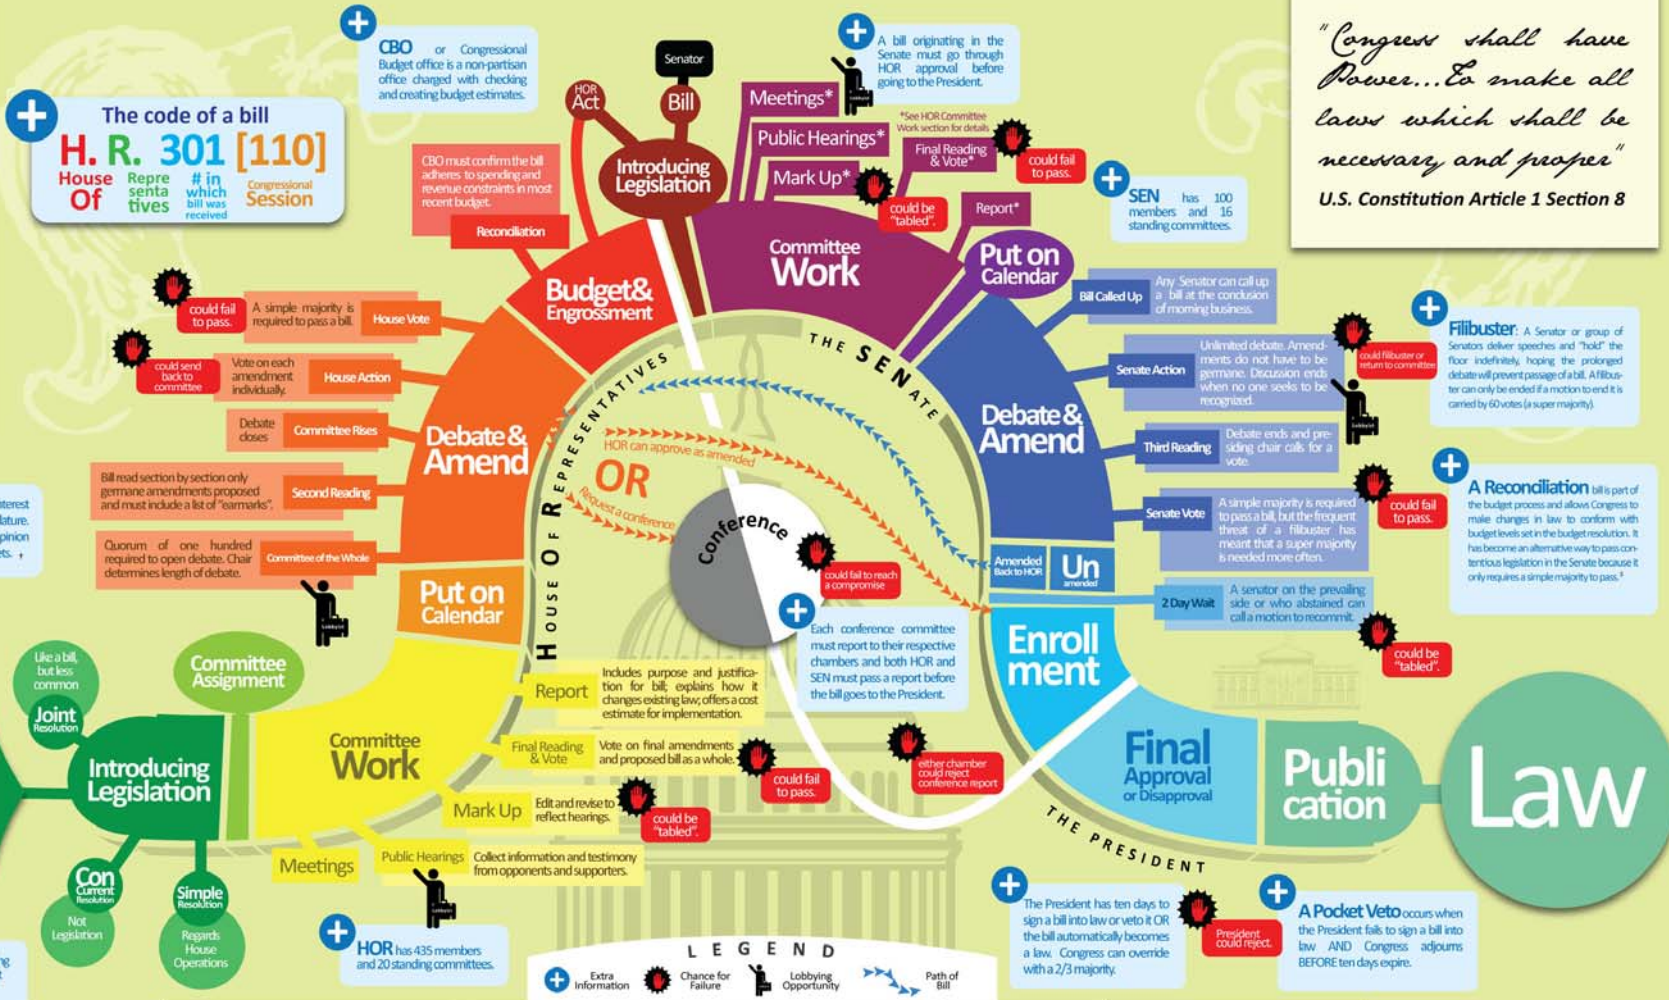 CBO or Congressional
Budget office is a non-partisan
office charged with checking
and creating budget estimates.
The code of a bill
H. R. 301 [110]
House
Of
Repre
senta
tives
# in
which
bill was
received
Congressional
Session
Senator
HOR
Act
Bill
Introducing
Legislation
CBO must confirm the bill
adheres to spending and
revenue constraints in most
recent budget.
Reconciliation
Budget&
Engrossment
A bill originating in the
Senate must go through
HOR approval before
going to the President.
Lobbyist
Meetings*
Public Hearings*
Mark Up*
could be
"tabled".
*See HOR Committee
Work section for details
Final Reading
& Vote*
could fail
to pass.
Report*
Committee
Work
Put on
Calendar
SEN has 100
members and 16
standing committees.
"Congress shall have
Power...To make all
laws which shall be
necessary and proper"
U.S. Constitution Article 1 Section 8
could fail
to pass.
A simple majority is
required to pass a bill.
House Vote
could send
back to
committee
Vote on each
amendment
individually.
House Action
Debate
closes
Committee Rises
Bill read section by section only
germane amendments proposed
and must include a list of "earmarks".
Second Reading
Quorum of one hundred
required to open debate. Chair
determines length of debate.
Committee of the Whole
Lobbyist
Debate &
Amend
Put on
Calendar
HOUSE OF REPRESENTATIVES
THE SENATE
HOR can approve as amended
OR
Request a conference
Conference
could fail to reach
a compromise
Each conference committee
must report to their respective
chambers and both HOR and
SEN must pass a report before
the bill goes to the President.
either chamber
could reject
conference report
Bill Called Up
Any Senator can call up
a bill at the conclusion
of morning business.
Senate Action
Unlimited debate. Amend-
ments do not have to be
germane. Discussion ends
when no one seeks to be
recognized.
could filibuster or
return to committee
Lobbyist
Third Reading
Debate ends and pre-
siding chair calls for a
vote.
Senate Vote
A simple majority is required
to pass a bill, but the frequent
threat of a filibuster has
meant that a super majority
is needed more often.
could fail
to pass.
Debate &
Amend
Amended
Back to HOR
Un
amended
2 Day Wait
A senator on the prevailing
side or who abstained can
call a motion to recommit.
could be
"tabled".
Filibuster: A Senator or group of
Senators deliver speeches and "hold" the
floor indefinitely, hoping the prolonged
debate will prevent passage of a bill. A filibus-
ter can only be ended if a motion to end it is
carried by 60 votes (a super majority).
A Reconciliation bill is part of
the budget process and allows Congress to
make changes in law to conform with
budget levels set in the budget resolution. It
has become an alternative way to pass con-
tentious legislation in the Senate because it
only requires a simple majority to pass.
Enroll
ment
Final
Approval
or Disapproval
Publi
cation
Law
THE PRESIDENT
The President has ten days to
sign a bill into law or veto it OR
the bill automatically becomes
a law. Congress can override
with a 2/3 majority.
President
could reject.
A Pocket Veto occurs when
the President fails to sign a bill into
law AND Congress adjourns
BEFORE ten days expire.
Like a bill,
but less
common
Joint
Resolution
Introducing
Legislation
Con
Current
Resolution
Not
Legislation
Simple
Resolution
Regards
House
Operations
Committee
Assignment
Committee
Work
Report
Includes purpose and justifica-
tion for bill; explains how it
changes existing law; offers a cost
estimate for implementation.
Final Reading
& Vote
Vote on final amendments
and proposed bill as a whole.
could fail
to pass.
Mark Up
Edit and revise to
reflect hearings.
could be
"tabled".
Public Hearings
Collect information and testimony
from opponents and supporters.
Meetings
Lobbyist
HOR has 435 members
and 20 standing committees.
LEGEND
Extra
Information
Chance for
Failure
Lobbying
Opportunity
Path of
Bill